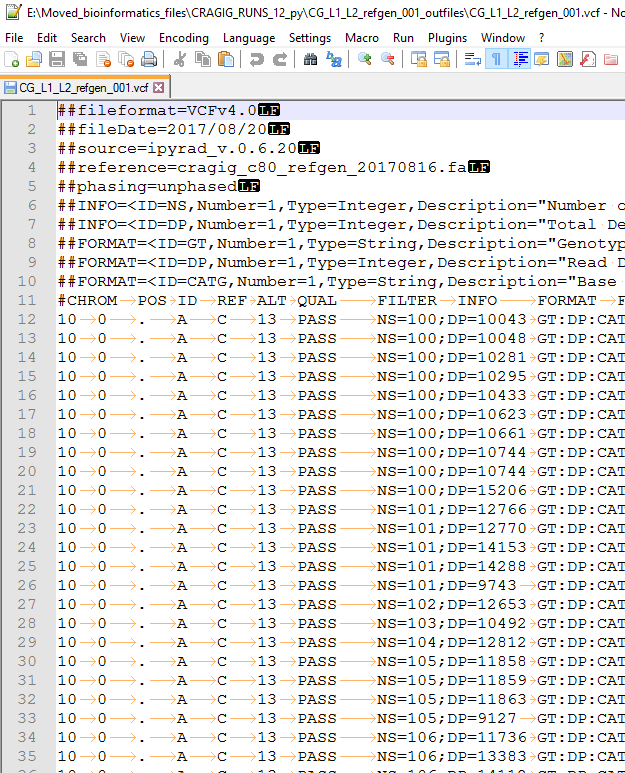 E:\Moved_bioinformatics_files\CRAGIG_RUNS_12_py\CG_L1_L2_refgen_001_outfiles\CG_L1_L2_refgen_001.vcf - Notepad
File Edit Search View Encoding Language Settings Macro Run Plugins Window ?
CG_L1_L2_refgen_001.vcf
1 ##fileformat=VCFv4.0LF
2 ##fileDate=2017/08/20LF
3 ##source=ipyrad_v.0.6.20LF
4 ##reference=cragig_c80_refgen_20170816.faLF
5 ##phasing=unphasedLF
6 ##INFO=<ID=NS,Number=1,Type=Integer,Description="Number
7 ##INFO=<ID=DP,Number=1,Type=Integer,Description="Total De
8 ##FORMAT=<ID=GT,Number=1,Type=String,Description="Genotyp
9 ##FORMAT=<ID=DP,Number=1,Type=Integer,Description="Read D
10 ##FORMAT=<ID=CATG,Number=1,Type=String,Description="Base
11 #CHROM POS ID REF ALT QUAL FILTER INFO FORMAT F
12 10 0 . A C 13 PASS NS=100;DP=10043 GT:DP:CAT
13 10 0 . A C 13 PASS NS=100;DP=10048 GT:DP:CAT
14 10 0 . A C 13 PASS NS=100;DP=10281 GT:DP:CAT
15 10 0 . A C 13 PASS NS=100;DP=10295 GT:DP:CAT
16 10 0 . A C 13 PASS NS=100;DP=10433 GT:DP:CAT
17 10 0 . A C 13 PASS NS=100;DP=10623 GT:DP:CAT
18 10 0 . A C 13 PASS NS=100;DP=10661 GT:DP:CAT
19 10 0 . A C 13 PASS NS=100;DP=10744 GT:DP:CAT
20 10 0 . A C 13 PASS NS=100;DP=10744 GT:DP:CAT
21 10 0 . A C 13 PASS NS=100;DP=15206 GT:DP:CAT
22 10 0 . A C 13 PASS NS=101;DP=12766 GT:DP:CAT
23 10 0 . A C 13 PASS NS=101;DP=12770 GT:DP:CAT
24 10 0 . A C 13 PASS NS=101;DP=14153 GT:DP:CAT
25 10 0 . A C 13 PASS NS=101;DP=14288 GT:DP:CAT
26 10 0 . A C 13 PASS NS=101;DP=9743 GT:DP:CAT
27 10 0 . A C 13 PASS NS=102;DP=12653 GT:DP:CAT
28 10 0 . A C 13 PASS NS=103;DP=10492 GT:DP:CAT
29 10 0 . A C 13 PASS NS=104;DP=12812 GT:DP:CAT
30 10 0 . A C 13 PASS NS=105;DP=11858 GT:DP:CAT
31 10 0 . A C 13 PASS NS=105;DP=11859 GT:DP:CAT
32 10 0 . A C 13 PASS NS=105;DP=11863 GT:DP:CAT
33 10 0 . A C 13 PASS NS=105;DP=9127 GT:DP:CAT
34 10 0 . A C 13 PASS NS=106;DP=11736 GT:DP:CAT
35 10 0 . A C 13 PASS NS=106;DP=13383 GT:DP:CAT